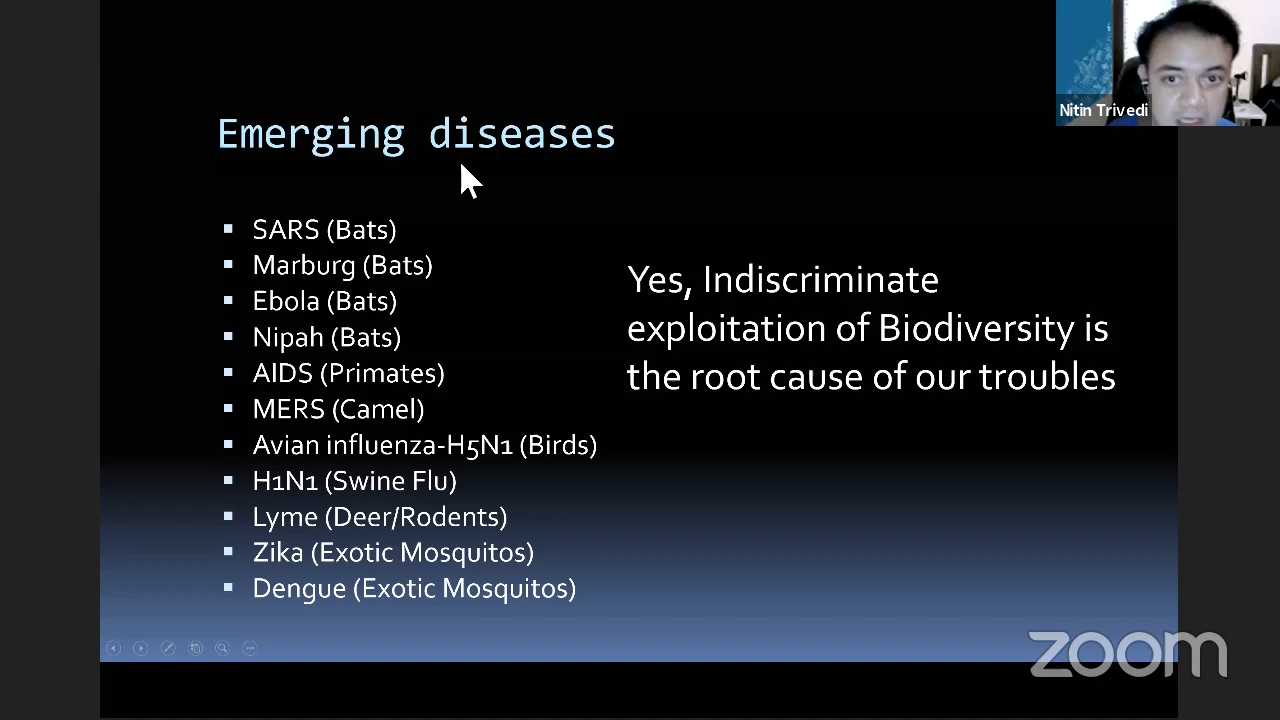 Nitin Trivedi
Emerging diseases
▪ SARS (Bats)
▪ Marburg (Bats)
▪ Ebola (Bats)
▪ Nipah (Bats)
▪ AIDS (Primates)
▪ MERS (Camel)
▪ Avian influenza-H5N1 (Birds)
▪ H1N1 (Swine Flu)
▪ Lyme (Deer/Rodents)
▪ Zika (Exotic Mosquitos)
▪ Dengue (Exotic Mosquitos)
Yes, Indiscriminate
exploitation of Biodiversity is
the root cause of our troubles
zoom